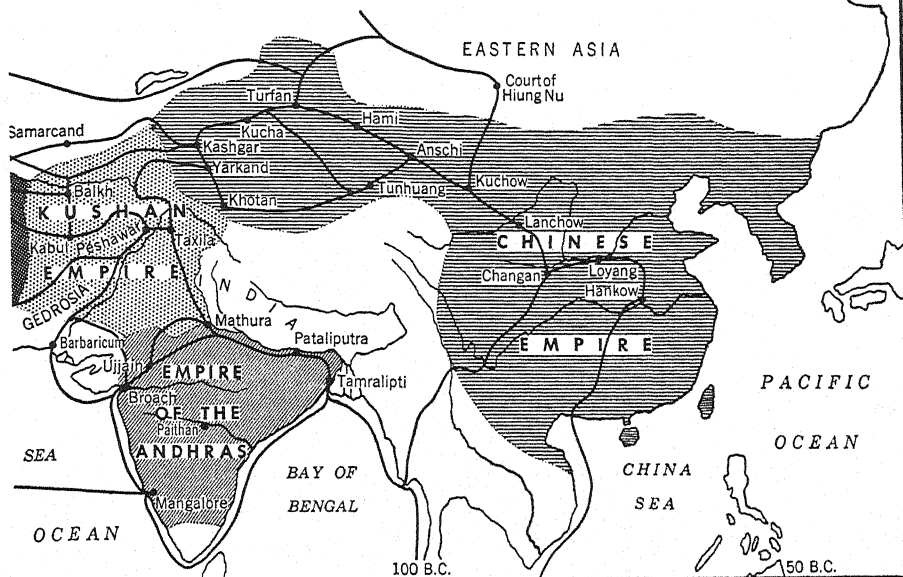 EASTERN ASIA
Court of
Hiung Nu
Turfan
Hami
Samarcand
Kucha
Kashgar
Anschi
Yarkand
Kuchow
Tunhuang
Balkh
Khotan
KUSHAN
Lanchow
Kabul
Peshawar
Taxila
CHINESE
EMPIRE
Changan
Loyang
Hankow
GEDROSIA
INDIA
Mathura
Barbaricum
Pataliputra
EMPIRE
Ujjain
EMPIRE
Tamralipti
PACIFIC
Broach
OF THE
Paithan
OCEAN
ANDHRAS
SEA
BAY OF
BENGAL
CHINA
SEA
Mangalore
OCEAN
100 B.C.
50 B.C.